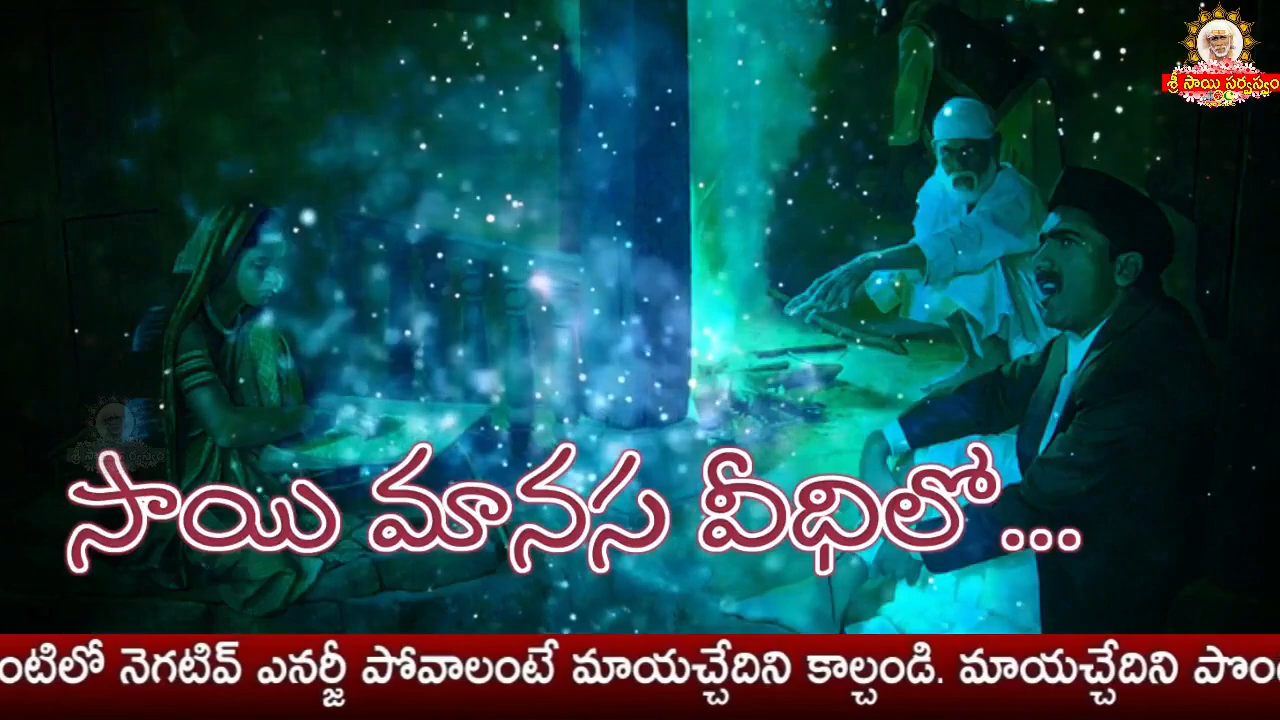 శ్రీ సాయి సర్వస్వం
సాయి మానస వీధిలో...
ంటిలో నెగటివ్ ఎనర్జీ పోవాలంటే మాయచ్చేదిని కాల్చండి. మాయచ్చేదిని పొం